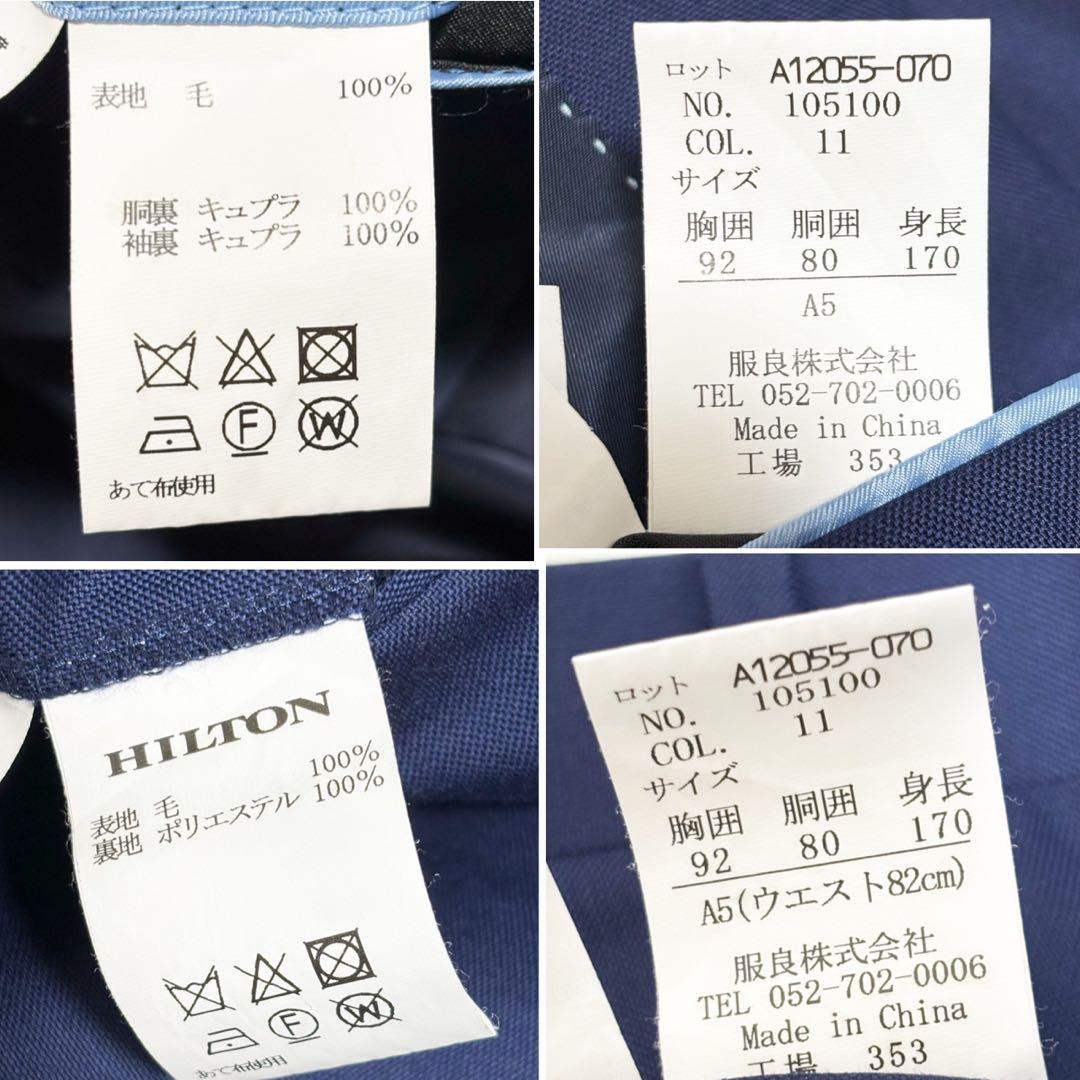 表地 毛 100%
胴裏 キュプラ 100%
袖裏 キュプラ 100%
F
W
あて布使用
ロット A12055-070
NO. 105100
COL. 11
サイズ
胸囲 胴囲 身長
92 80 170
A5
服良株式会社
TEL 052-702-0006
Made in China
工場 353
HILTON
表地 毛 100%
裏地 ポリエステル 100%
F
W
あて布使用
ロット A12055-070
NO. 105100
COL. 11
サイズ
胸囲 胴囲 身長
92 80 170
A5(ウエスト82cm)
服良株式会社
TEL 052-702-0006
Made in China
工場 353